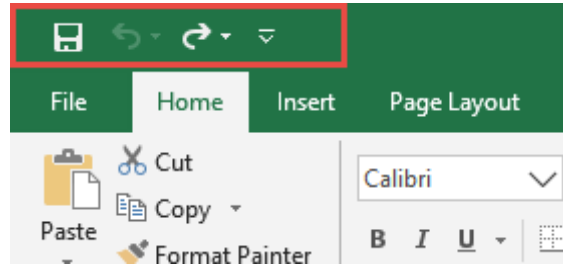 File Home Insert Page Layout
Cut
Calibri
Copy
Paste
B I U
Format Painter